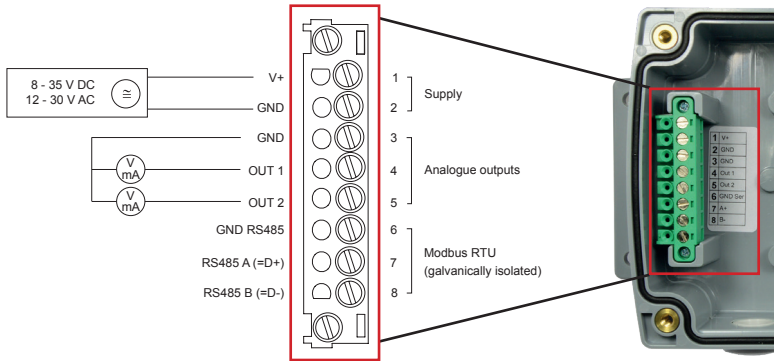 8 - 35 V DC
12 - 30 V AC
≅
V+
1
GND
2
Supply
GND
3
V
mA
OUT 1
4
Analogue outputs
V
mA
OUT 2
5
GND RS485
6
RS485 A (=D+)
7
Modbus RTU
(galvanically isolated)
RS485 B (=D-)
8
1 V+
2 GND
3 GND
4 Out 1
5 Out 2
6 GND Ser
7 A+
8 B-